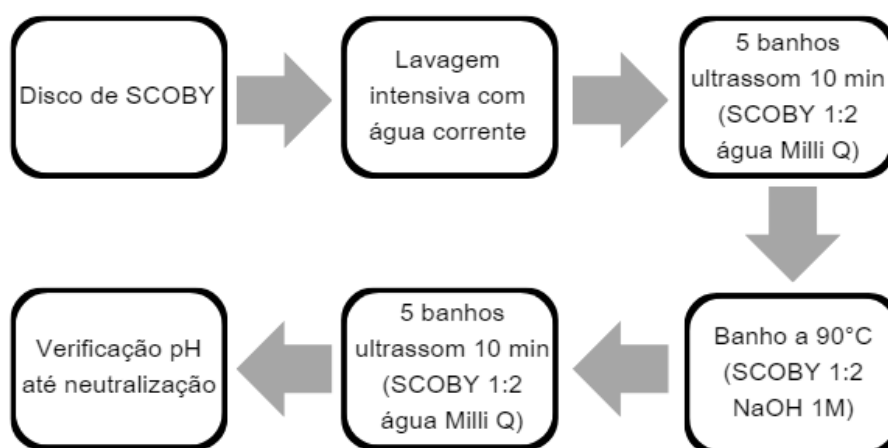 Disco de SCOBY
Lavagem
intensiva com
água corrente
5 banhos
ultrassom 10 min
(SCOBY 1:2
água Milli Q)
Banho a 90°C
(SCOBY 1:2
NaOH 1M)
5 banhos
ultrassom 10 min
(SCOBY 1:2
água Milli Q)
Verificação pH
até neutralização